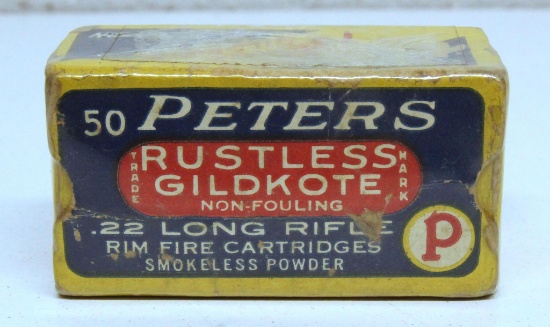 50 PETERS
RUSTLESS
TRADE
MARK
GILDKOTE
NON-FOULING
.22 LONG RIFLE
RIM FIRE CARTRIDGES
SMOKELESS POWDER
P